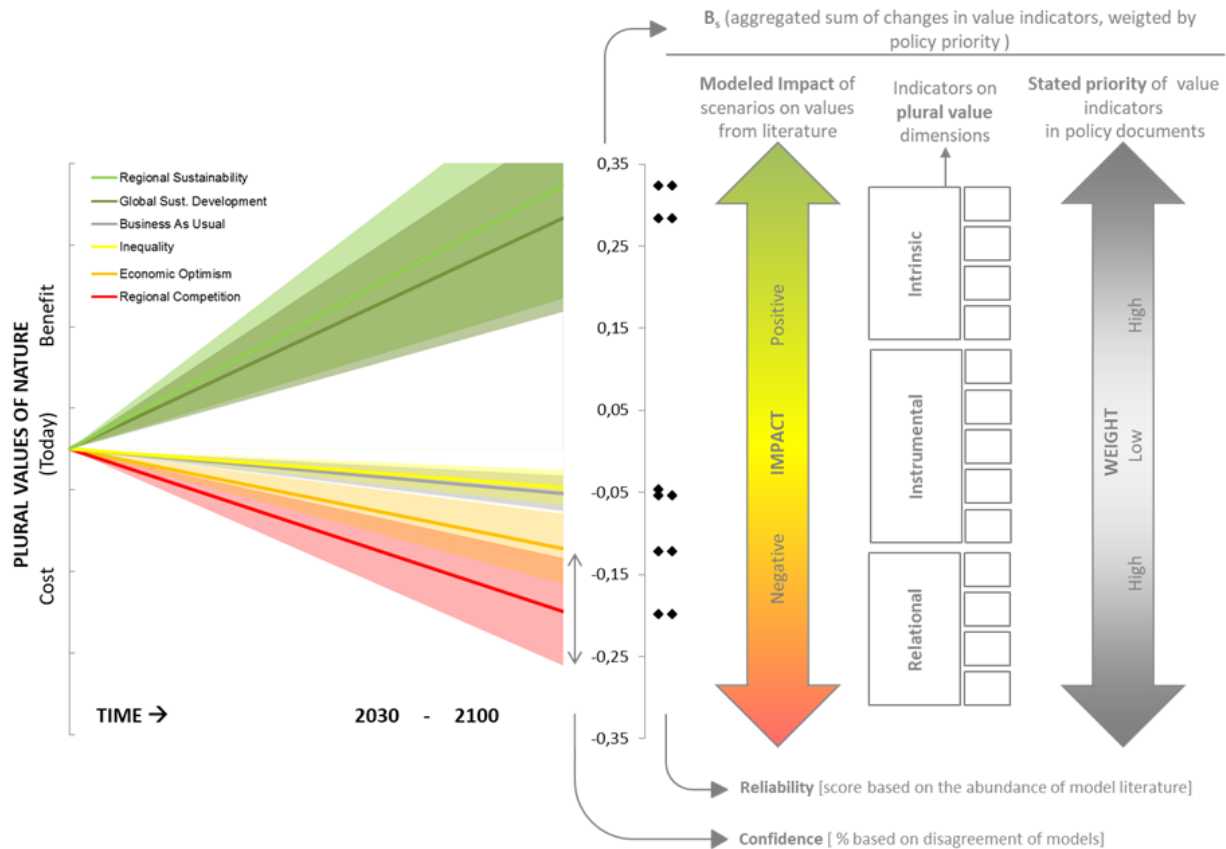 B_s (aggregated sum of changes in value indicators, weigted by
policy priority )
Modeled Impact of
scenarios on values
from literature
Indicators on
plural value
dimensions
Stated priority of value
indicators
in policy documents
Regional Sustainability
Global Sust. Development
Business As Usual
Inequality
Economic Optimism
Regional Competition
PLURAL VALUES OF NATURE
Cost (Today) Benefit
TIME →
2030 - 2100
0,35
0,25
0,15
0,05
-0,05
-0,15
-0,25
-0,35
Positive
IMPACT
Negative
Intrinsic
Instrumental
Relational
High
WEIGHT Low
High
Reliability [score based on the abundance of model literature]
Confidence [ % based on disagreement of models]